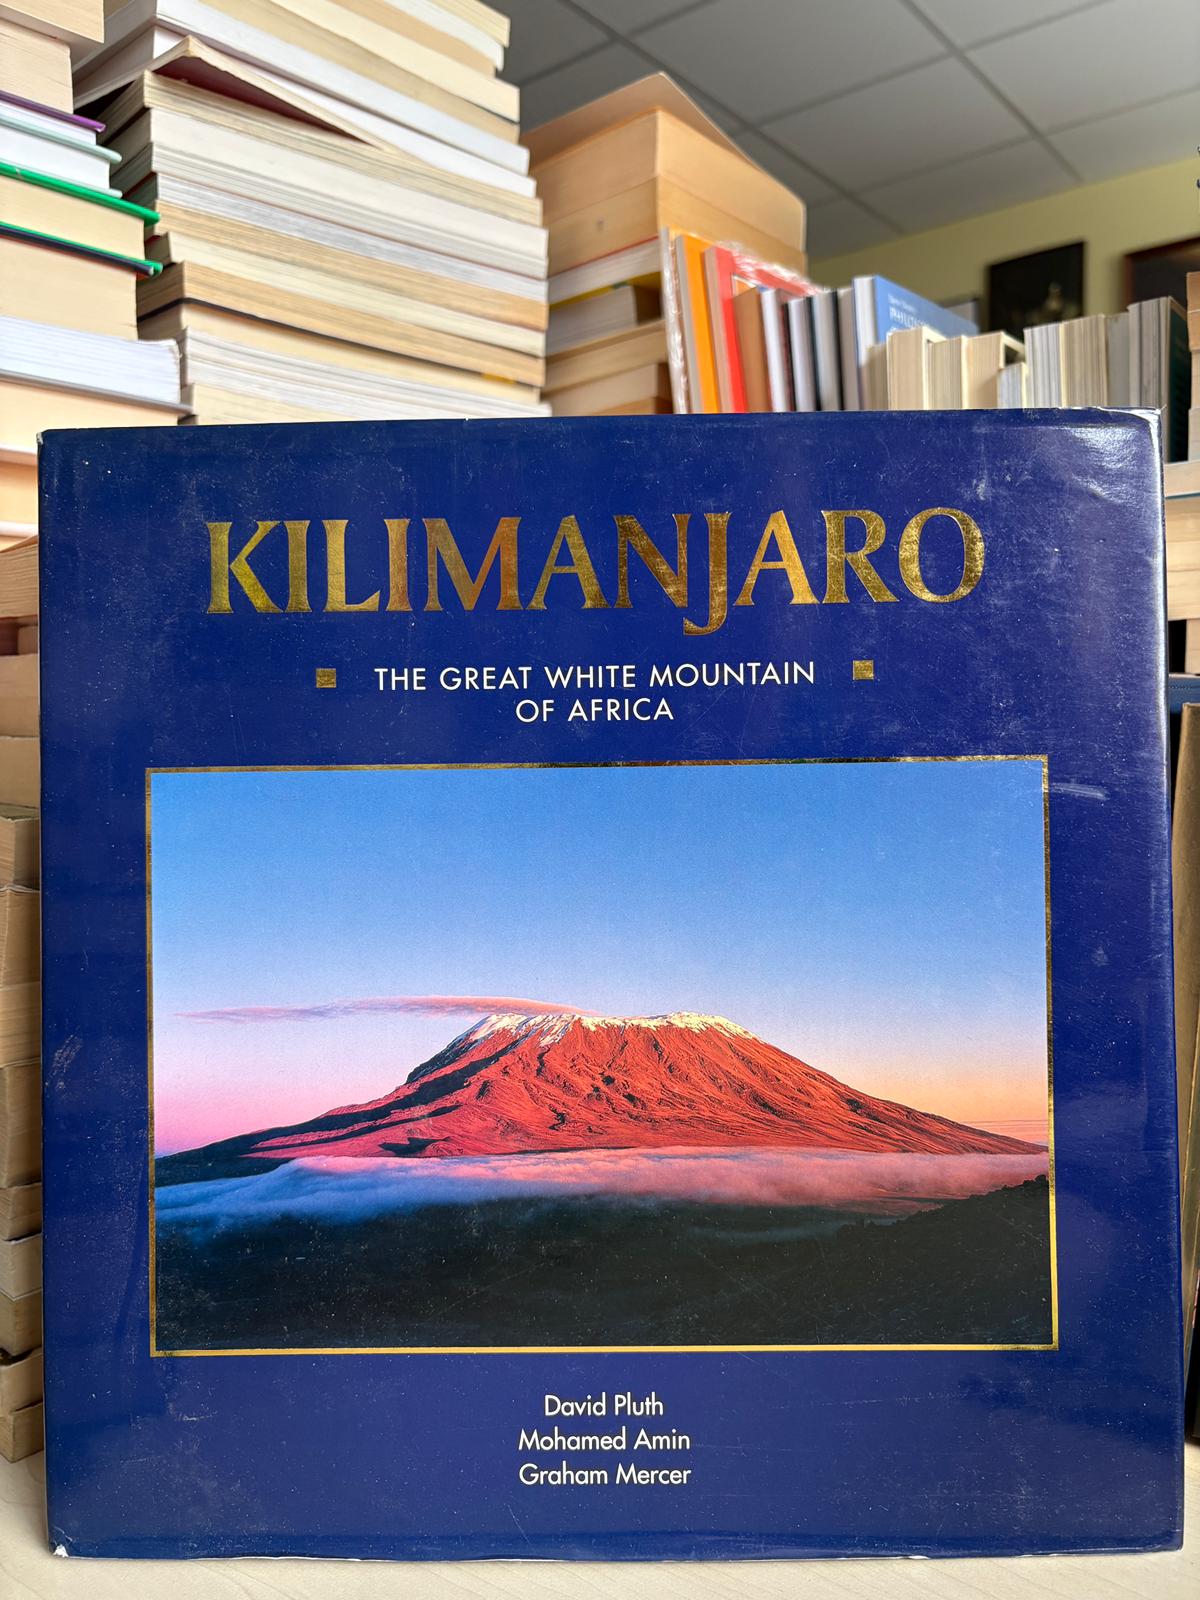 KILIMANJARO
THE GREAT WHITE MOUNTAIN
OF AFRICA
David Pluth
Mohamed Amin
Graham Mercer